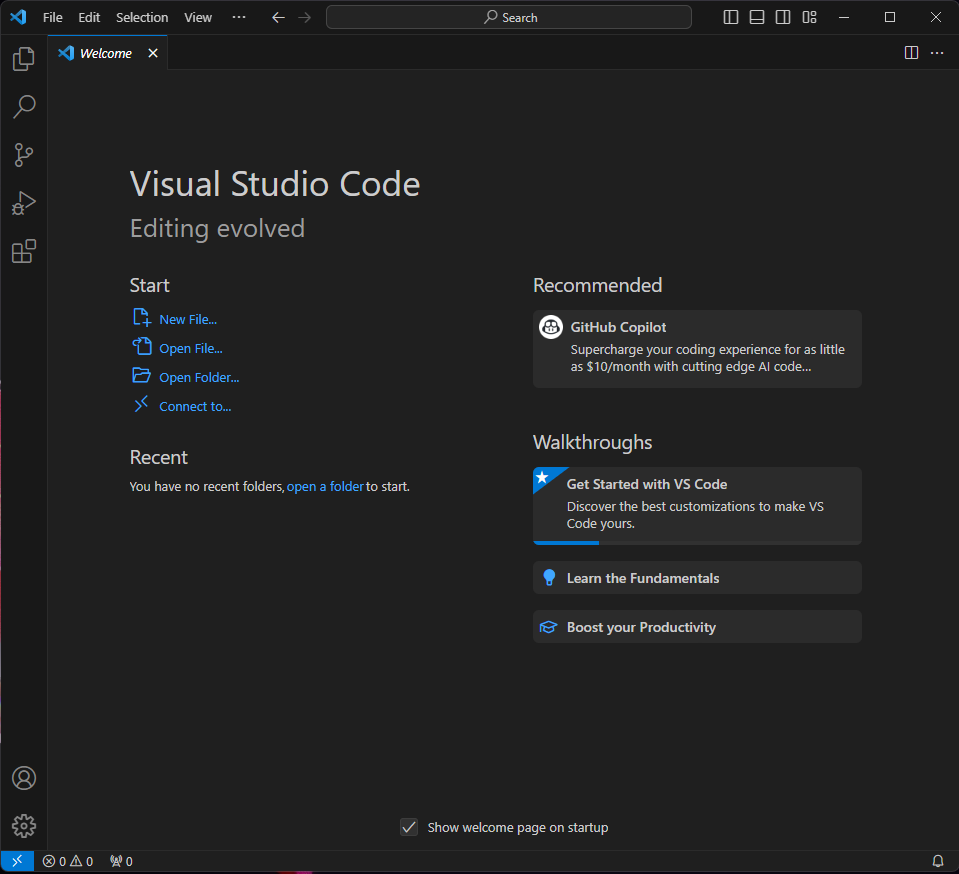 File Edit Selection View ··· Search
Welcome
Visual Studio Code
Editing evolved
Start
New File...
Open File...
Open Folder...
Connect to...
Recent
You have no recent folders, open a folder to start.
Recommended
GitHub Copilot
Supercharge your coding experience for as little
as $10/month with cutting edge AI code...
Walkthroughs
Get Started with VS Code
Discover the best customizations to make VS
Code yours.
Learn the Fundamentals
Boost your Productivity
Show welcome page on startup
0 0 0